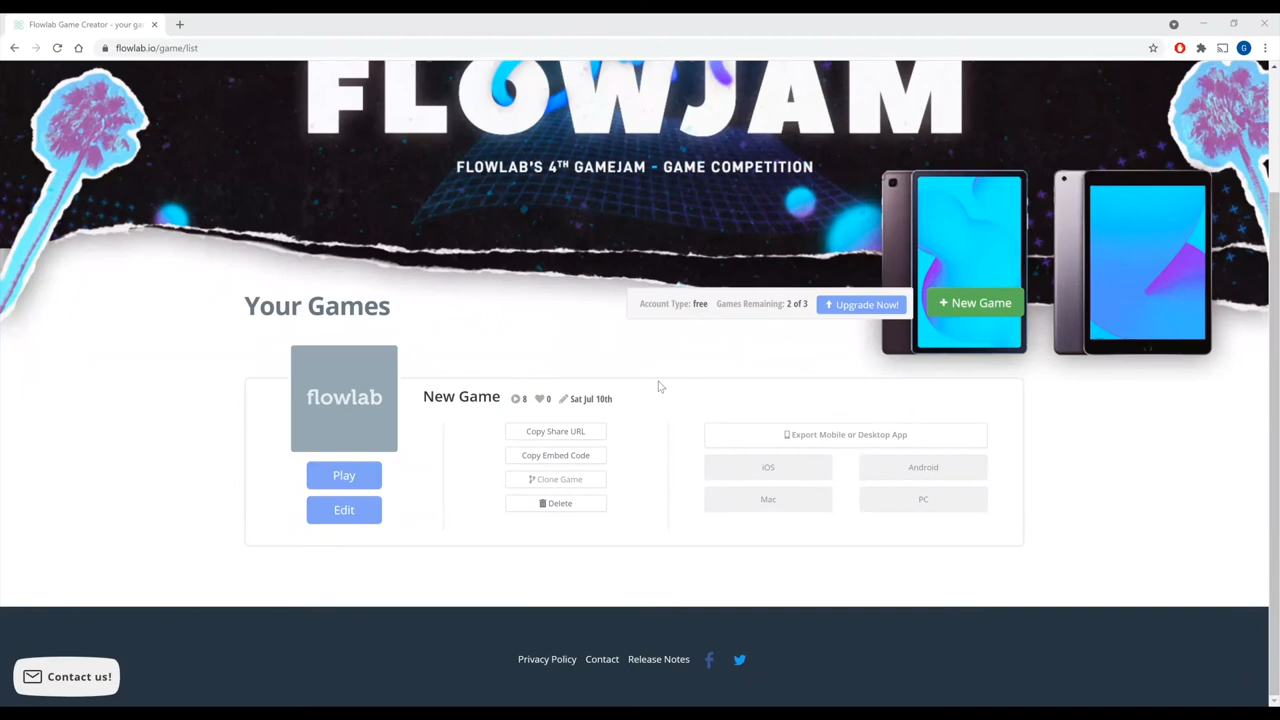 Flowlab Game Creator - your ga
flowlab.io/game/list
G
FLOWJAM
FLOWLAB'S 4TH GAMEJAM - GAME COMPETITION
Your Games
Account Type: free Games Remaining: 2 of 3 Upgrade Now!
+ New Game
flowlab
New Game 8 0 Sat Jul 10th
Play
Edit
Copy Share URL
Copy Embed Code
Clone Game
Delete
Export Mobile or Desktop App
iOS Android
Mac PC
Privacy Policy Contact Release Notes
Contact us!